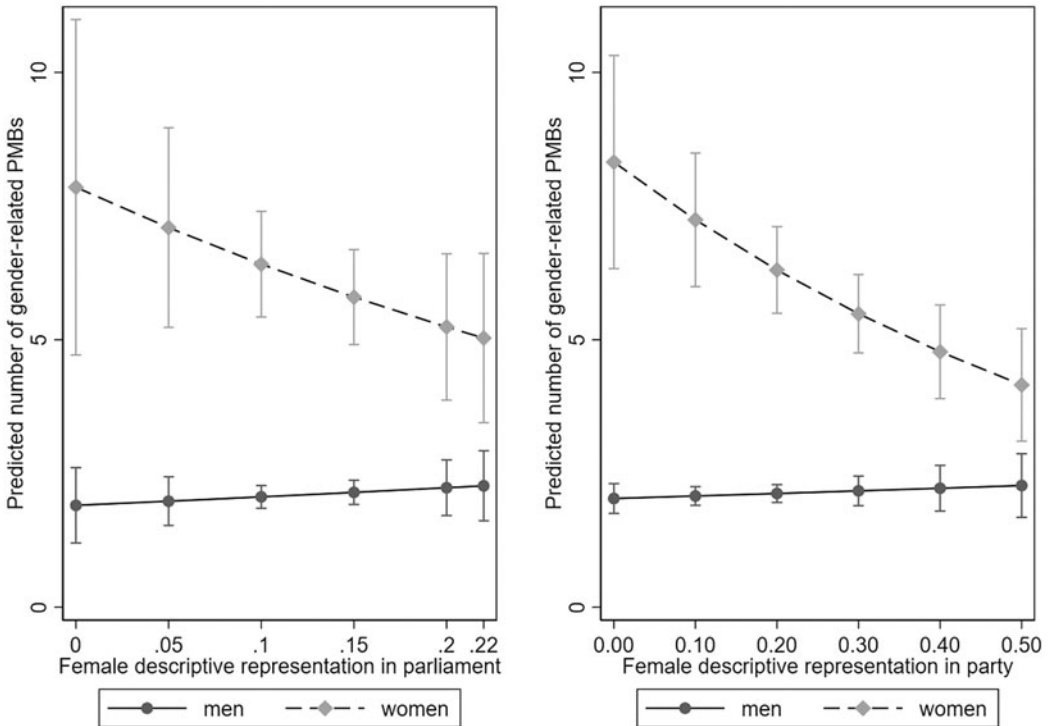 Predicted number of gender-related PMBs
10
5
0
0 .05 .1 .15 .2 .22
Female descriptive representation in parliament
men women
Predicted number of gender-related PMBs
10
5
0
0.00 0.10 0.20 0.30 0.40 0.50
Female descriptive representation in party
men women